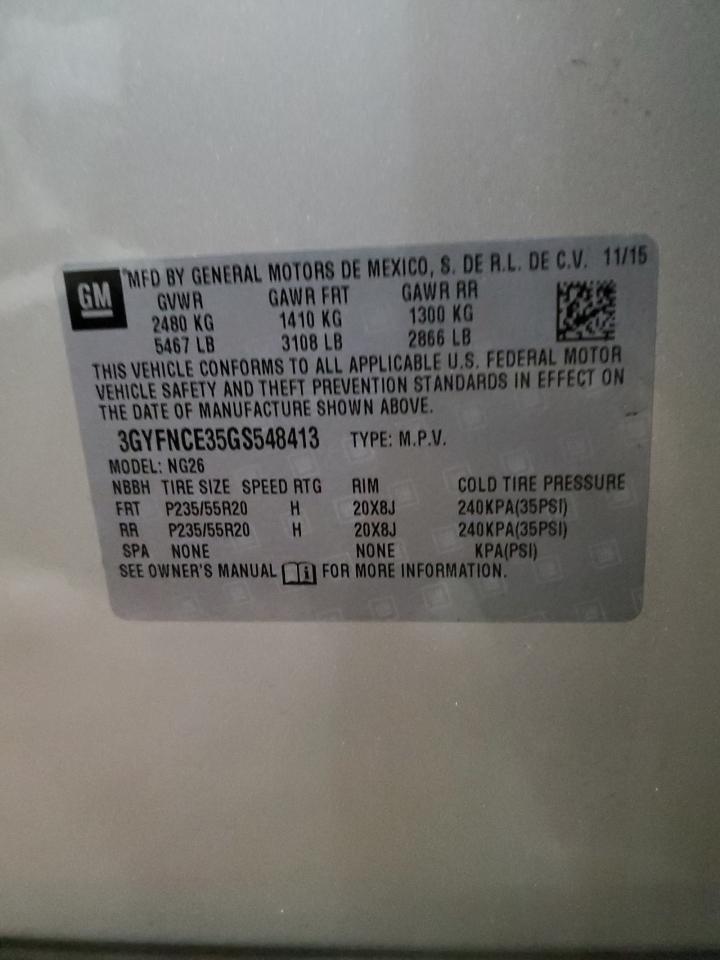 GM
MFD BY GENERAL MOTORS DE MEXICO, S. DE R.L. DE C.V. 11/15
GVWR GAWR FRT GAWR RR
2480 KG 1410 KG 1300 KG
5467 LB 3108 LB 2866 LB
THIS VEHICLE CONFORMS TO ALL APPLICABLE U.S. FEDERAL MOTOR
VEHICLE SAFETY AND THEFT PREVENTION STANDARDS IN EFFECT ON
THE DATE OF MANUFACTURE SHOWN ABOVE.
3GYFNCE35GS548413 TYPE: M.P.V.
MODEL: NG26
NBBH TIRE SIZE SPEED RTG RIM COLD TIRE PRESSURE
FRT P235/55R20 H 20X8J 240KPA(35PSI)
RR P235/55R20 H 20X8J 240KPA(35PSI)
SPA NONE NONE KPA(PSI)
SEE OWNER'S MANUAL i FOR MORE INFORMATION.